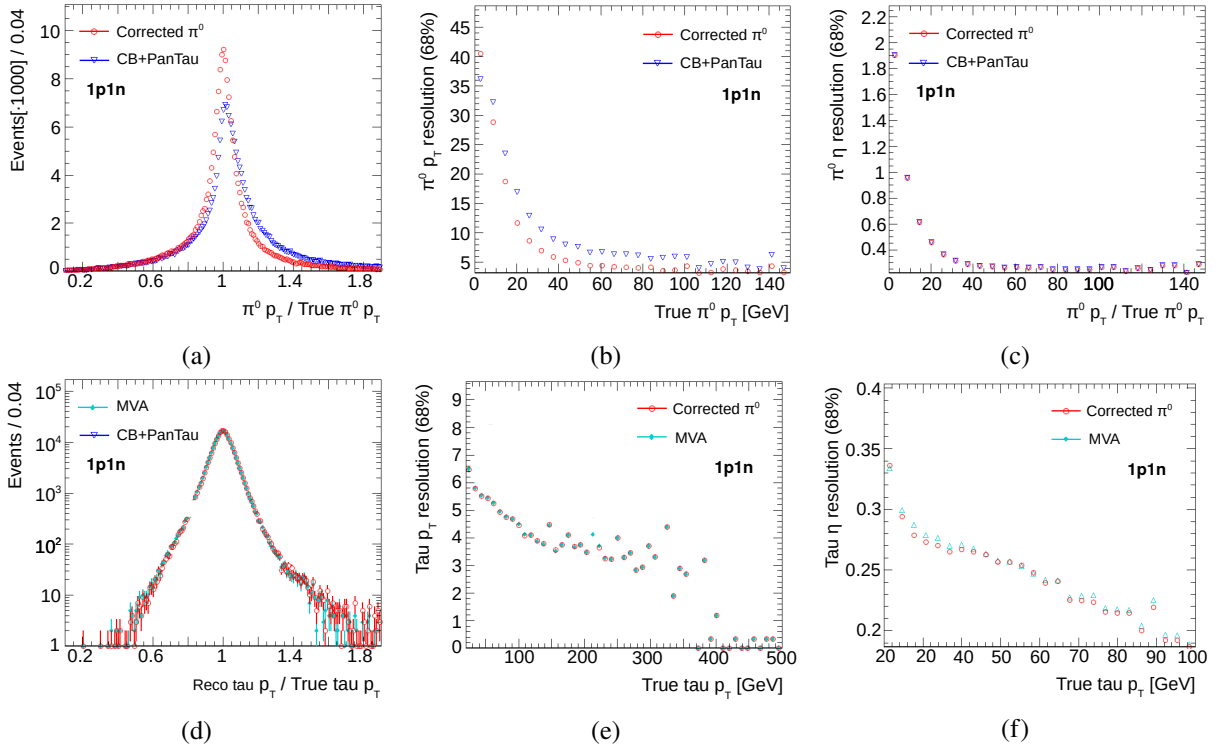 Events[·1000] / 0.04
10
8
6
4
2
0
Corrected π⁰
CB+PanTau
1p1n
0.2 0.6 1 1.4 1.8
π⁰ p_T / True π⁰ p_T
(a)
π⁰ p_T resolution (68%)
45
40
35
30
25
20
15
10
5
Corrected π⁰
CB+PanTau
1p1n
0 20 40 60 80 100 120 140
True π⁰ p_T [GeV]
(b)
π⁰ η resolution (68%)
2.2
2
1.8
1.6
1.4
1.2
1
0.8
0.6
0.4
Corrected π⁰
CB+PanTau
1p1n
0 20 40 60 80 100 120 140
π⁰ p_T / True π⁰ p_T
(c)
Events / 0.04
10⁵
10⁴
10³
10²
10
1
MVA
CB+PanTau
1p1n
0.2 0.6 1 1.4 1.8
Reco tau p_T / True tau p_T
(d)
Tau p_T resolution (68%)
9
8
7
6
5
4
3
2
1
0
Corrected π⁰
MVA
1p1n
100 200 300 400 500
True tau p_T [GeV]
(e)
Tau η resolution (68%)
0.4
0.35
0.3
0.25
0.2
Corrected π⁰
MVA
1p1n
20 20 40 50 60 70 80 90 100
True tau p_T [GeV]
(f)